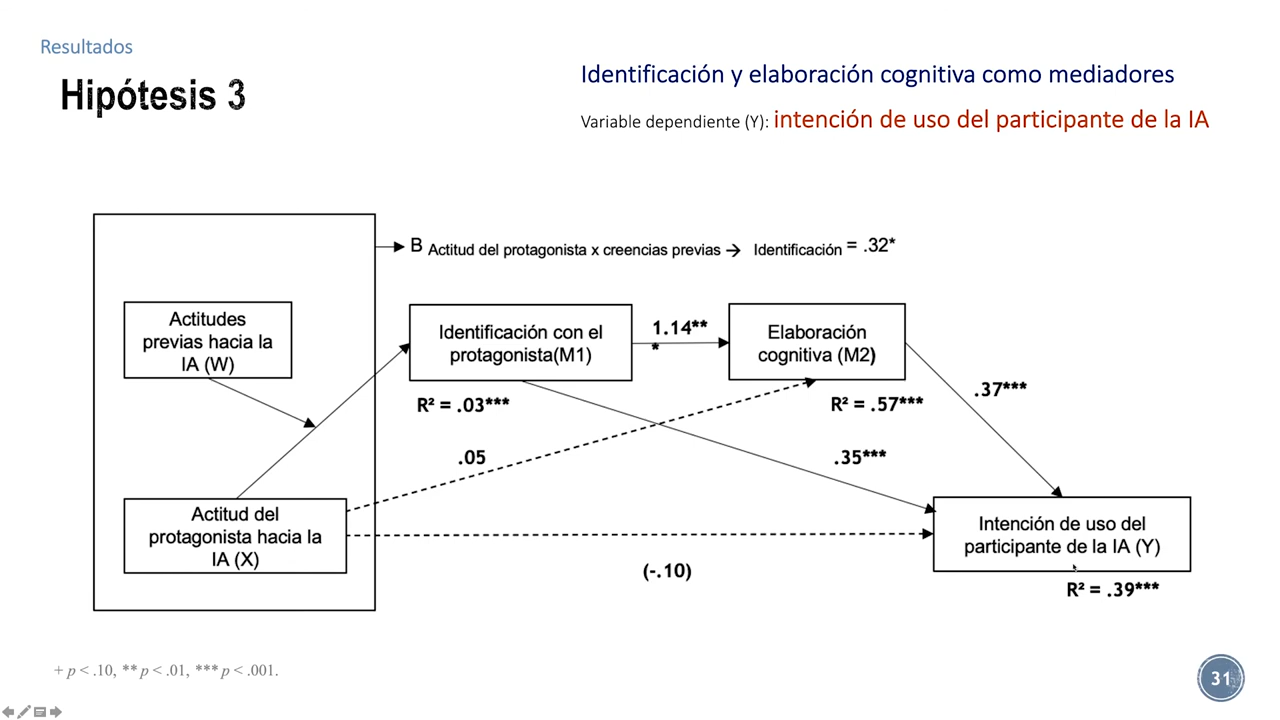 Resultados
Hipótesis 3
Identificación y elaboración cognitiva como mediadores
Variable dependiente (Y): intención de uso del participante de la IA
B Actitud del protagonista x creencias previas → Identificación = .32*
Actitudes
previas hacia la
IA (W)
Identificación con el
protagonista(M1)
1.14**
*
Elaboración
cognitiva (M2)
R² = .03***
R² = .57***
.37***
.05
.35***
Actitud del
protagonista hacia la
IA (X)
Intención de uso del
participante de la IA (Y)
(-.10)
R² = .39***
+ p < .10, ** p < .01, *** p < .001.
31